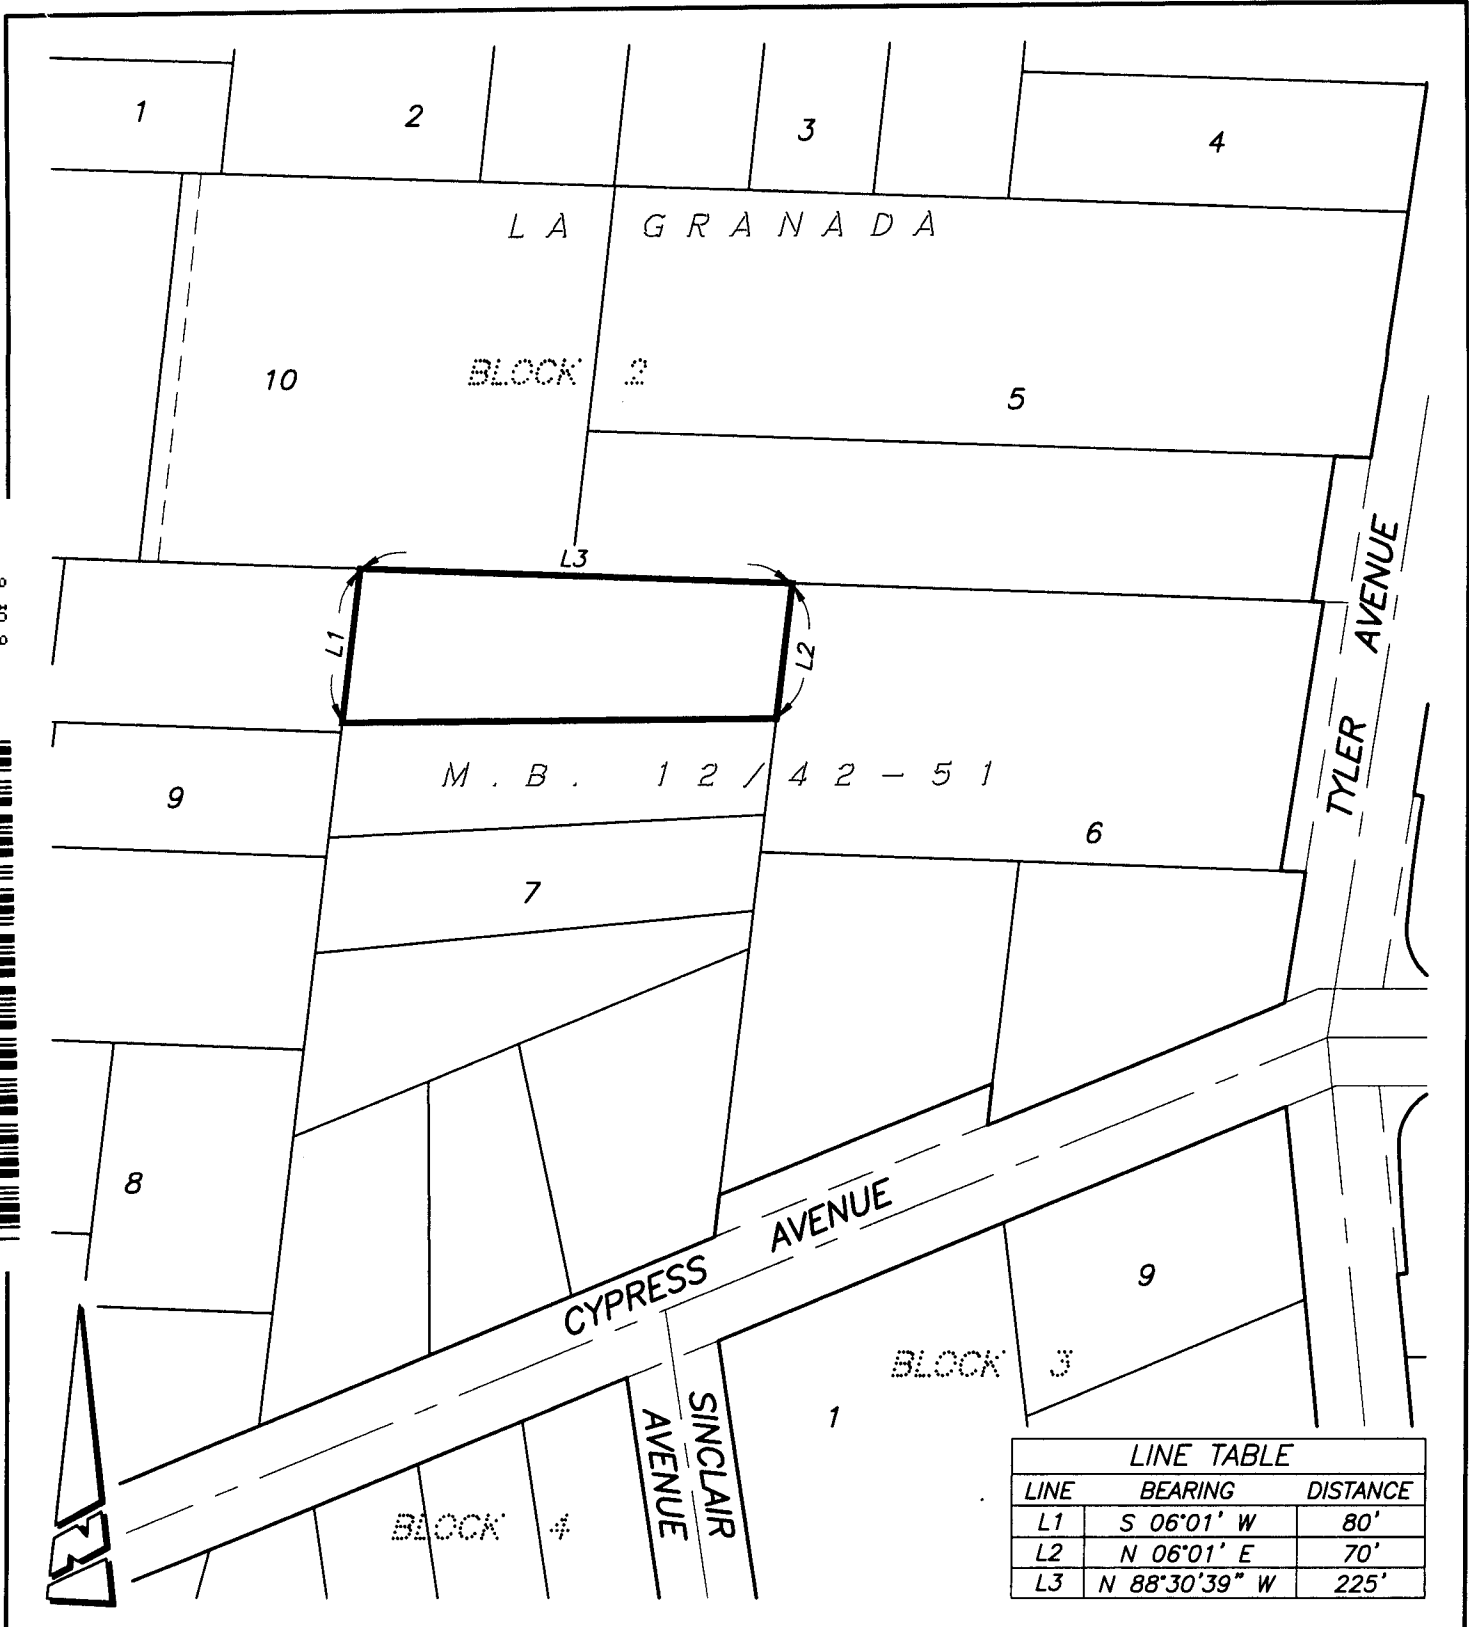 1
2
3
4
LA GRANADA
10
BLOCK 2
5
L3
L1
L2
TYLER AVENUE
M.B. 12/42-51
9
6
7
8
CYPRESS AVENUE
9
BLOCK 3
1
SINCLAIR
AVENUE
BLOCK 4
N
LINE TABLE
LINE BEARING DISTANCE
L1 S 06°01' W 80'
L2 N 06°01' E 70'
L3 N 88°30'39" W 225'